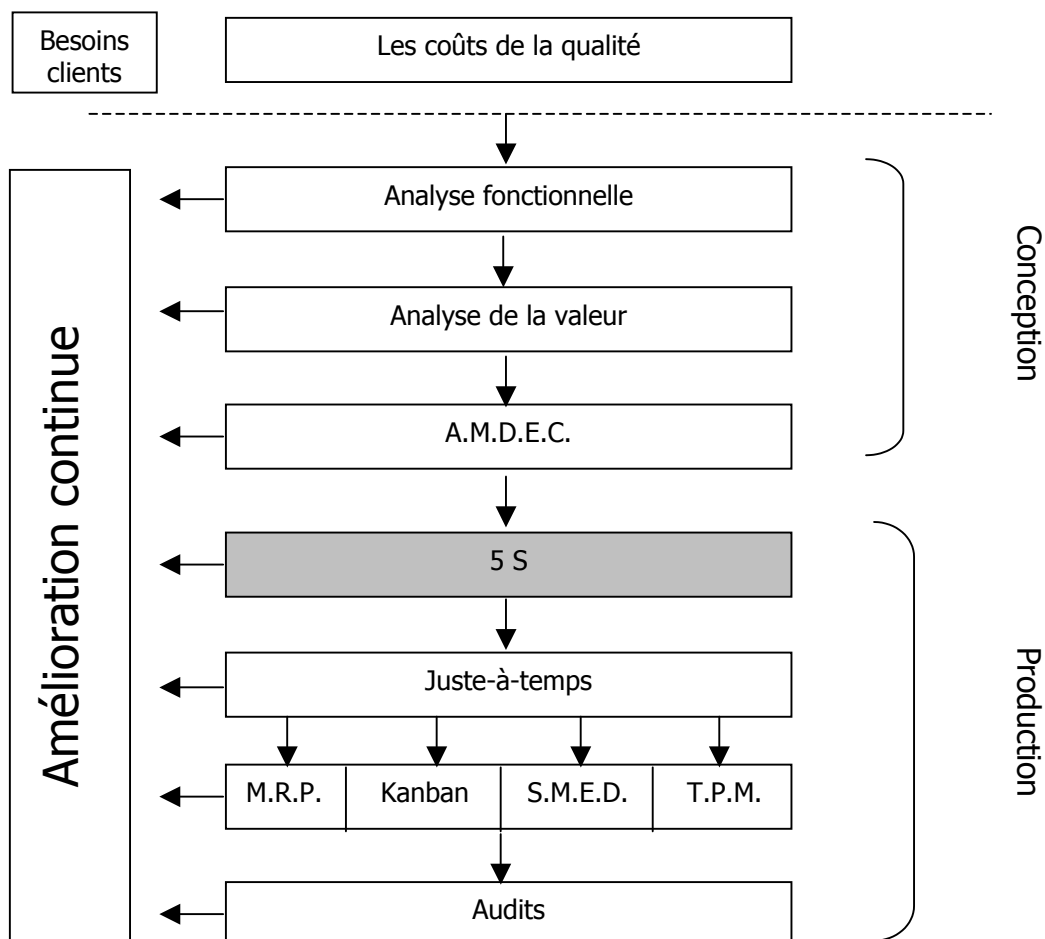 Besoins
clients
Les coûts de la qualité
Analyse fonctionnelle
Analyse de la valeur
A.M.D.E.C.
5 S
Juste-à-temps
M.R.P.
Kanban
S.M.E.D.
T.P.M.
Audits
Amélioration continue
Conception
Production